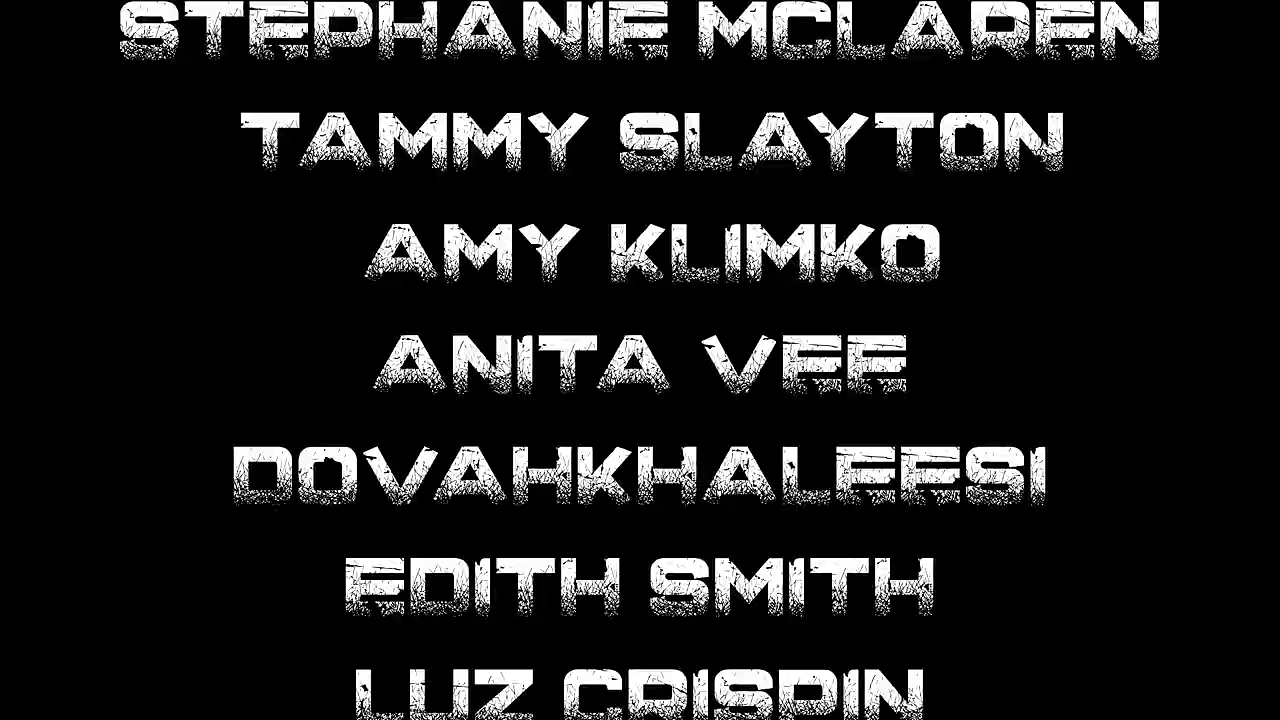 STEPHANIE MCLAREN
TAMMY SLAYTON
AMY KLIMKO
ANITA VEE
DOVAHKHALEESI
EDITH SMITH
LUZ CRISPIN